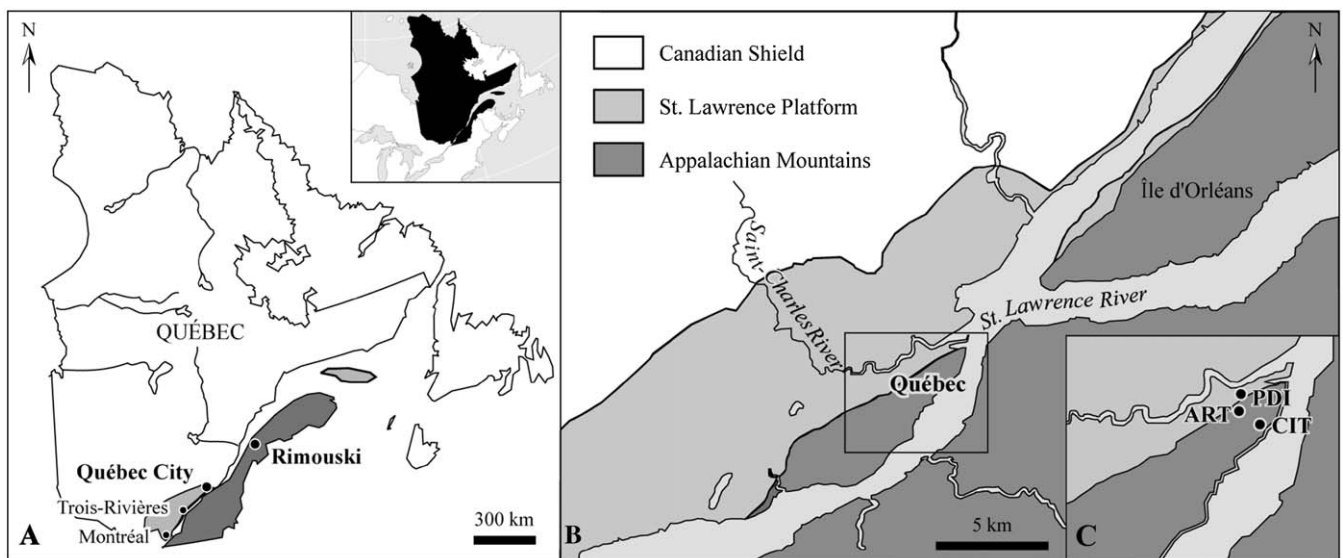 N
QUÉBEC
Québec City
Rimouski
Trois-Rivières
Montréal
A
300 km
Canadian Shield
St. Lawrence Platform
Appalachian Mountains
N
Île d'Orléans
Saint-Charles River
St. Lawrence River
Québec
B
5 km
PDI
ART
CIT
C